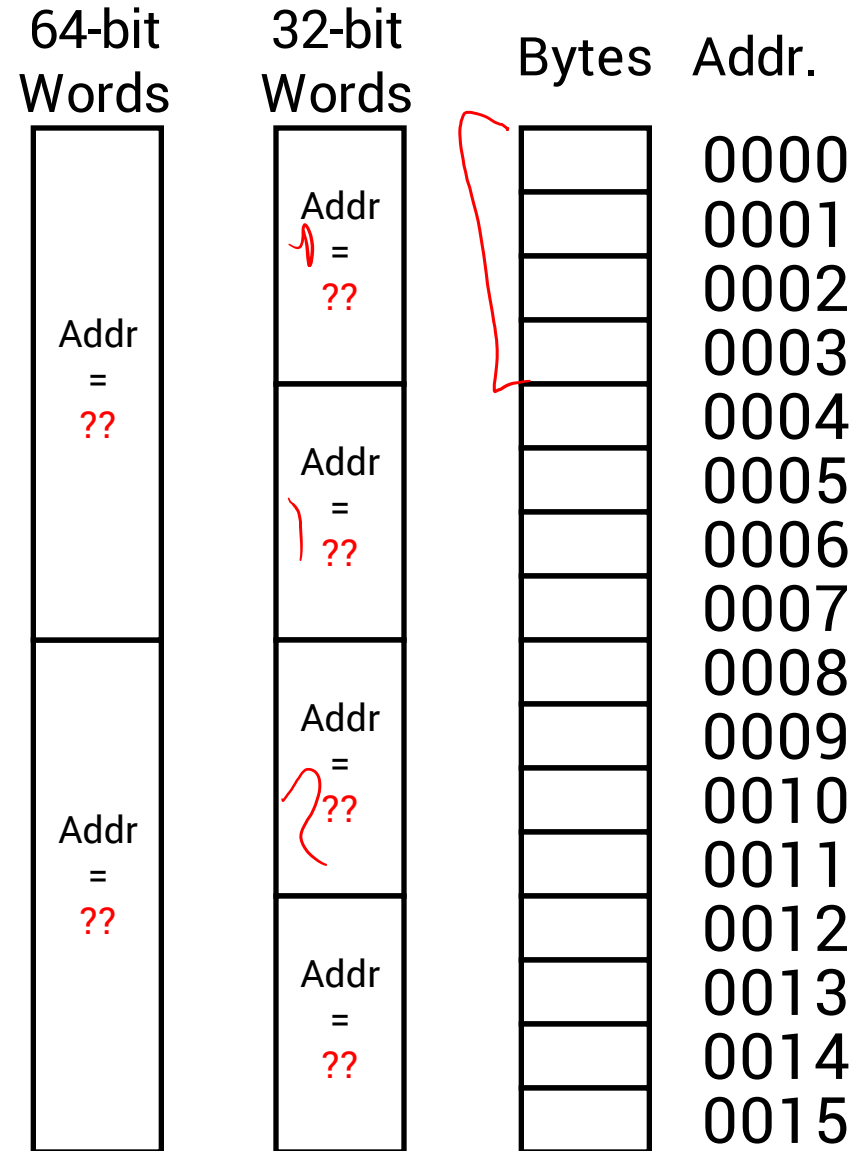 64-bit
Words
32-bit
Words
Bytes Addr.
Addr
=
??
Addr
=
??
Addr
=
??
Addr
=
??
Addr
=
??
Addr
=
??
0000
0001
0002
0003
0004
0005
0006
0007
0008
0009
0010
0011
0012
0013
0014
0015